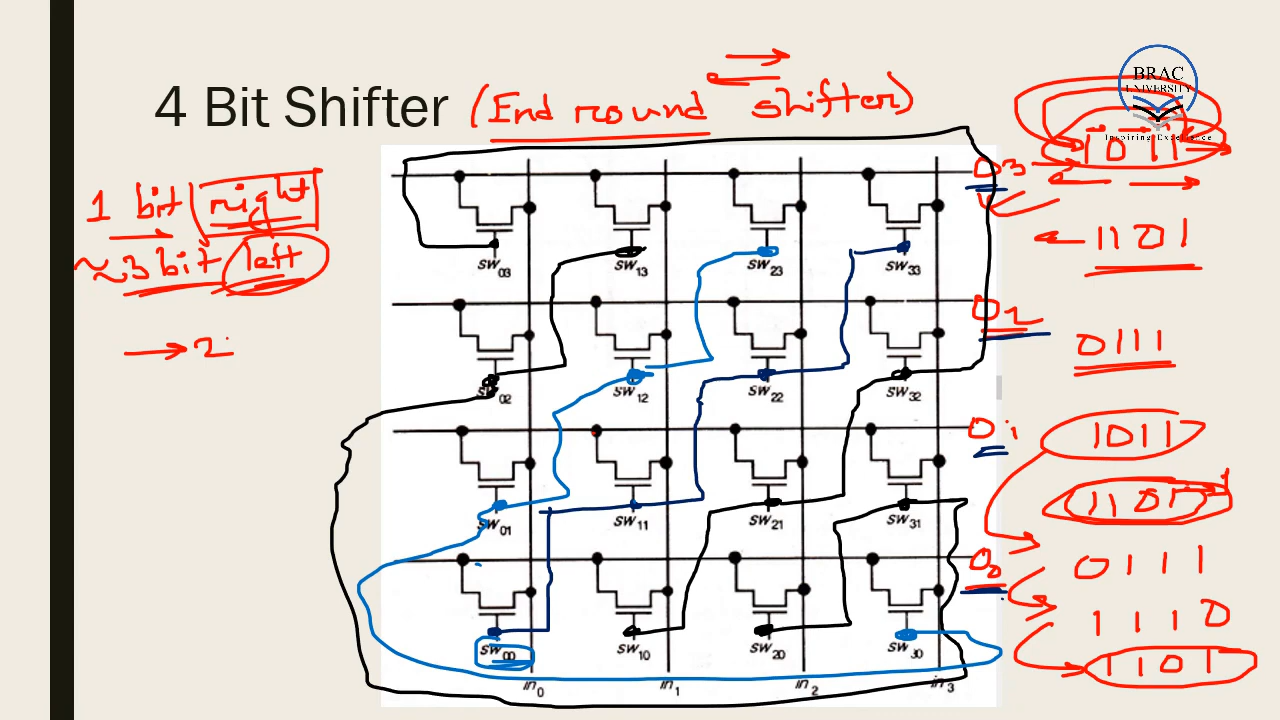 4 Bit Shifter (End round shifter)
BRAC
UNIVERSITY
Inspiring Excellence
1 bit right
≈3 bit left
→ 2
1011
1101
0111
1011
1101
0111
1110
1101
O3
SW03 SW13 SW23 SW33
O2
SW02 SW12 SW22 SW32
O1
SW01 SW11 SW21 SW31
O0
SW00 SW10 SW20 SW30
in0 in1 in2 in3